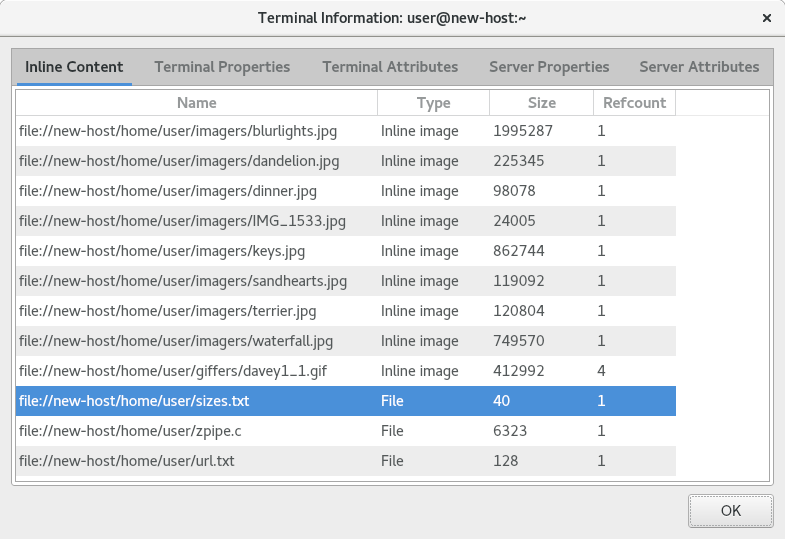 Terminal Information: user@new-host:~ ×
Inline Content Terminal Properties Terminal Attributes Server Properties Server Attributes
Name Type Size Refcount
file://new-host/home/user/imagers/blurlights.jpg Inline image 1995287 1
file://new-host/home/user/imagers/dandelion.jpg Inline image 225345 1
file://new-host/home/user/imagers/dinner.jpg Inline image 98078 1
file://new-host/home/user/imagers/IMG_1533.jpg Inline image 24005 1
file://new-host/home/user/imagers/keys.jpg Inline image 862744 1
file://new-host/home/user/imagers/sandhearts.jpg Inline image 119092 1
file://new-host/home/user/imagers/terrier.jpg Inline image 120804 1
file://new-host/home/user/imagers/waterfall.jpg Inline image 749570 1
file://new-host/home/user/giffers/davey1_1.gif Inline image 412992 4
file://new-host/home/user/sizes.txt File 40 1
file://new-host/home/user/zpipe.c File 6323 1
file://new-host/home/user/url.txt File 128 1
OK